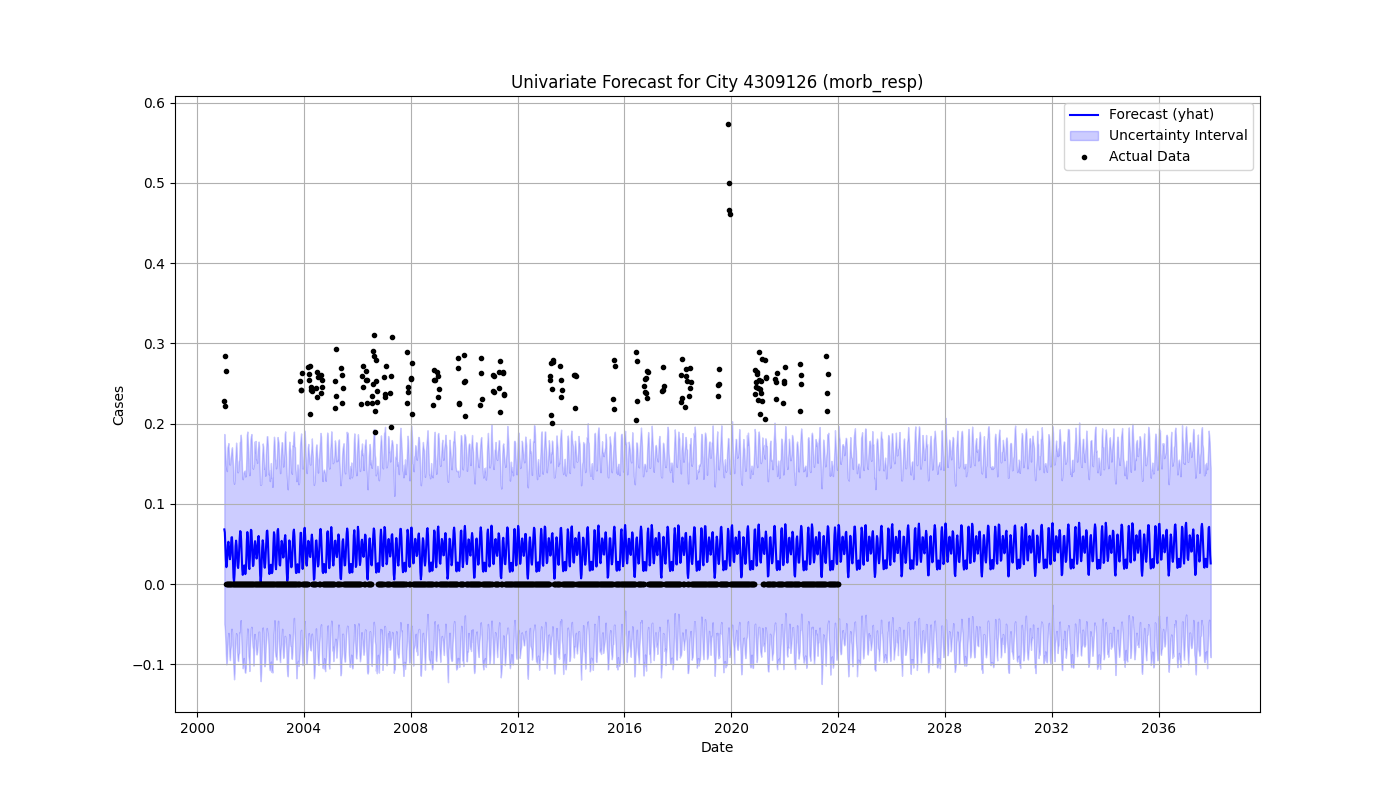 Univariate Forecast for City 4309126 (morb_resp)
Forecast (yhat)
Uncertainty Interval
Actual Data
Cases
0.6
0.5
0.4
0.3
0.2
0.1
0.0
−0.1
2000 2004 2008 2012 2016 2020 2024 2028 2032 2036
Date